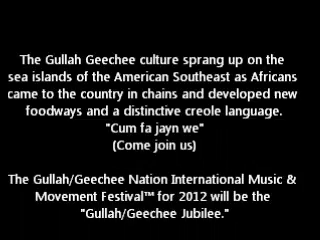 The Gullah Geechee culture sprang up on the
sea islands of the American Southeast as Africans
came to the country in chains and developed new
foodways and a distinctive creole language.
"Cum fa jayn we"
(Come join us)
The Gullah/Geechee Nation International Music &
Movement Festival™ for 2012 will be the
"Gullah/Geechee Jubilee."